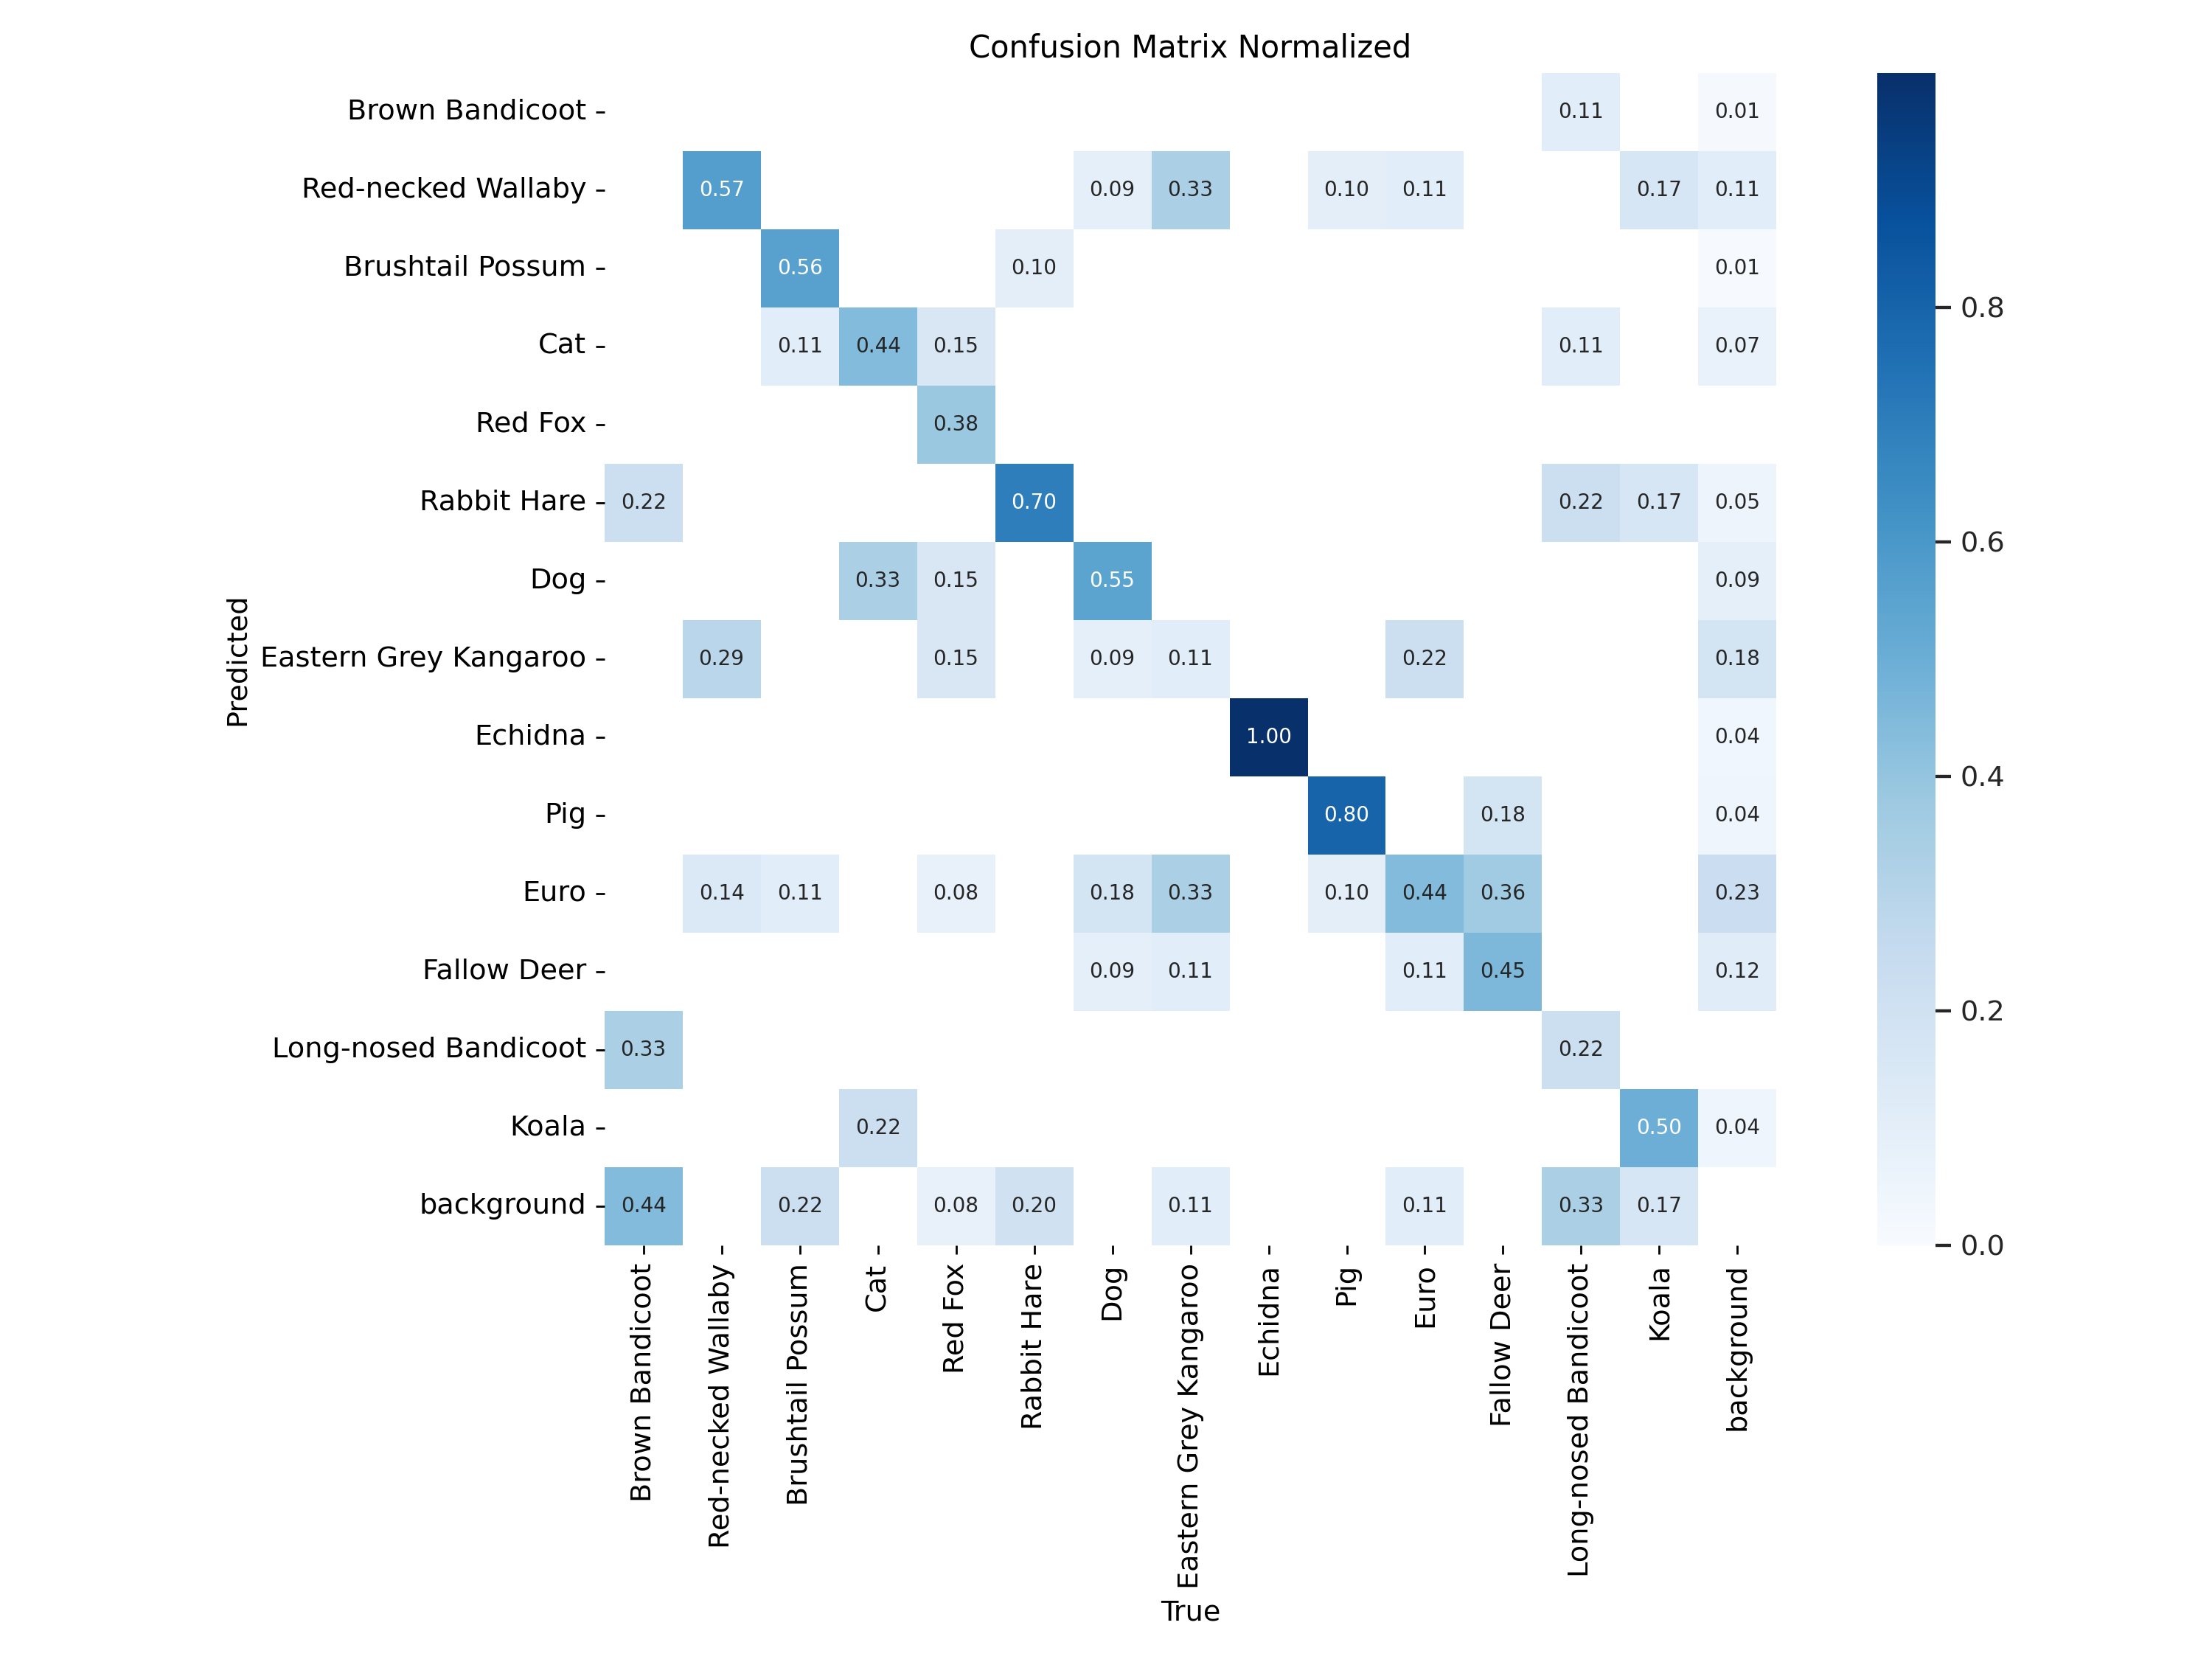 Confusion Matrix Normalized
Brown Bandicoot 0.11 0.01
Red-necked Wallaby 0.57 0.09 0.33 0.10 0.11 0.17 0.11
Brushtail Possum 0.56 0.10 0.01
Cat 0.11 0.44 0.15 0.11 0.07
0.8
Red Fox 0.38
Rabbit Hare 0.22 0.70 0.22 0.17 0.05
0.6
Dog 0.33 0.15 0.55 0.09
Predicted
Eastern Grey Kangaroo 0.29 0.15 0.09 0.11 0.22 0.18
Echidna 1.00 0.04
0.4
Pig 0.80 0.18 0.04
Euro 0.14 0.11 0.08 0.18 0.33 0.10 0.44 0.36 0.23
Fallow Deer 0.09 0.11 0.11 0.45 0.12
0.2
Long-nosed Bandicoot 0.33 0.22
Koala 0.22 0.50 0.04
background 0.44 0.22 0.08 0.20 0.11 0.11 0.33 0.17
0.0
Brown Bandicoot
Red-necked Wallaby
Brushtail Possum
Cat
Red Fox
Rabbit Hare
Dog
Eastern Grey Kangaroo
Echidna
Pig
Euro
Fallow Deer
Long-nosed Bandicoot
Koala
background
True